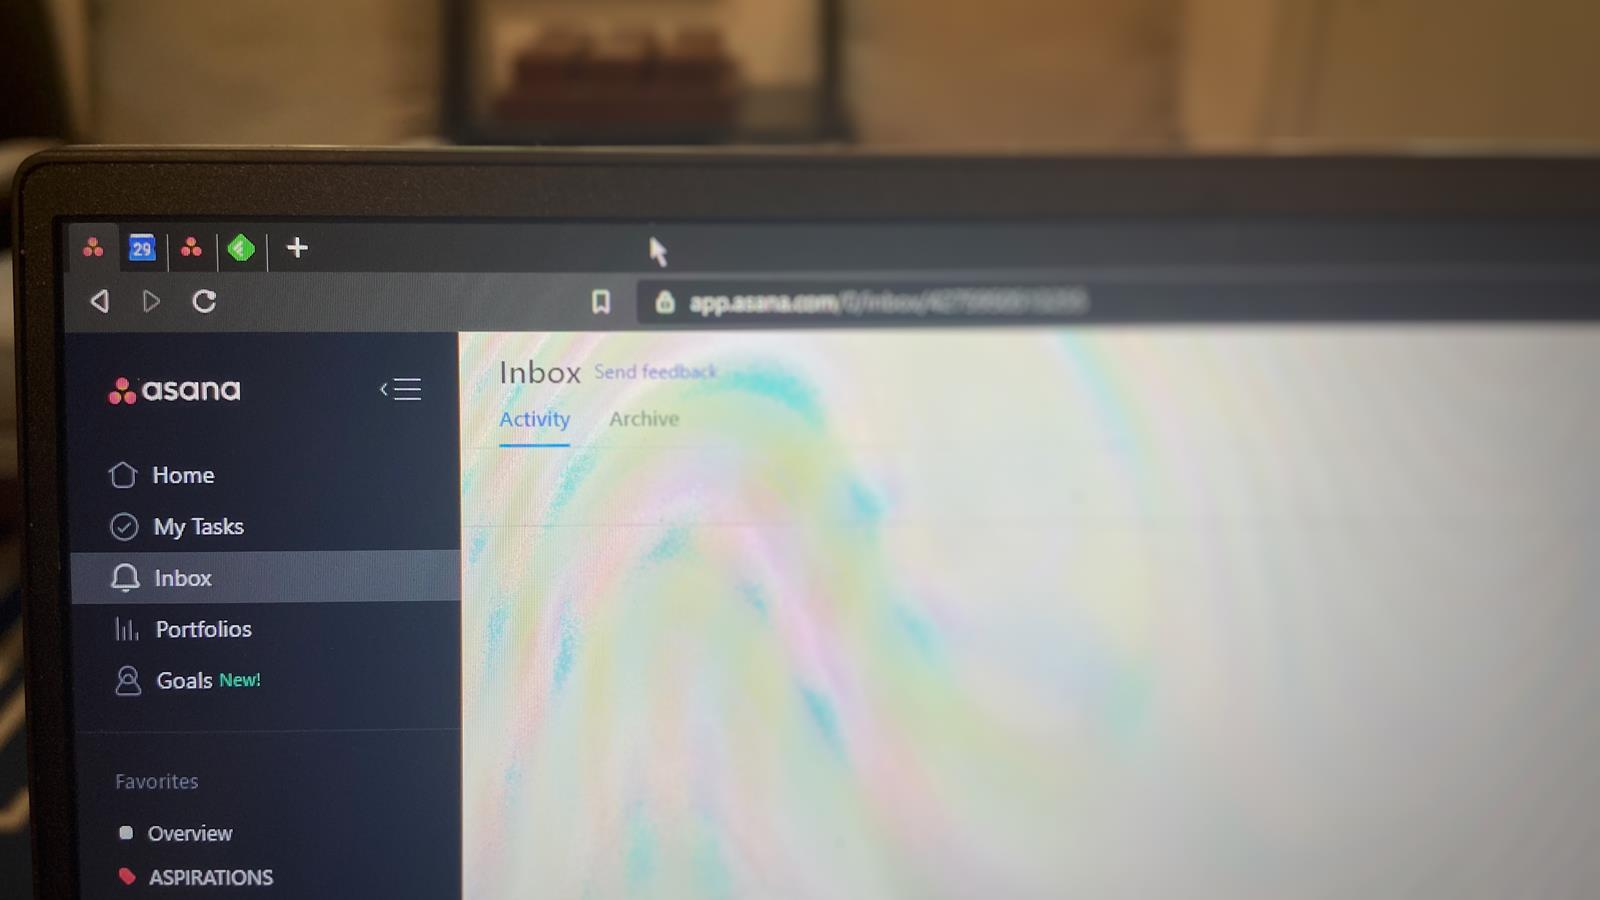 29
app.asana.com
asana
Inbox Send feedback
Activity Archive
Home
My Tasks
Inbox
Portfolios
Goals New!
Favorites
Overview
ASPIRATIONS